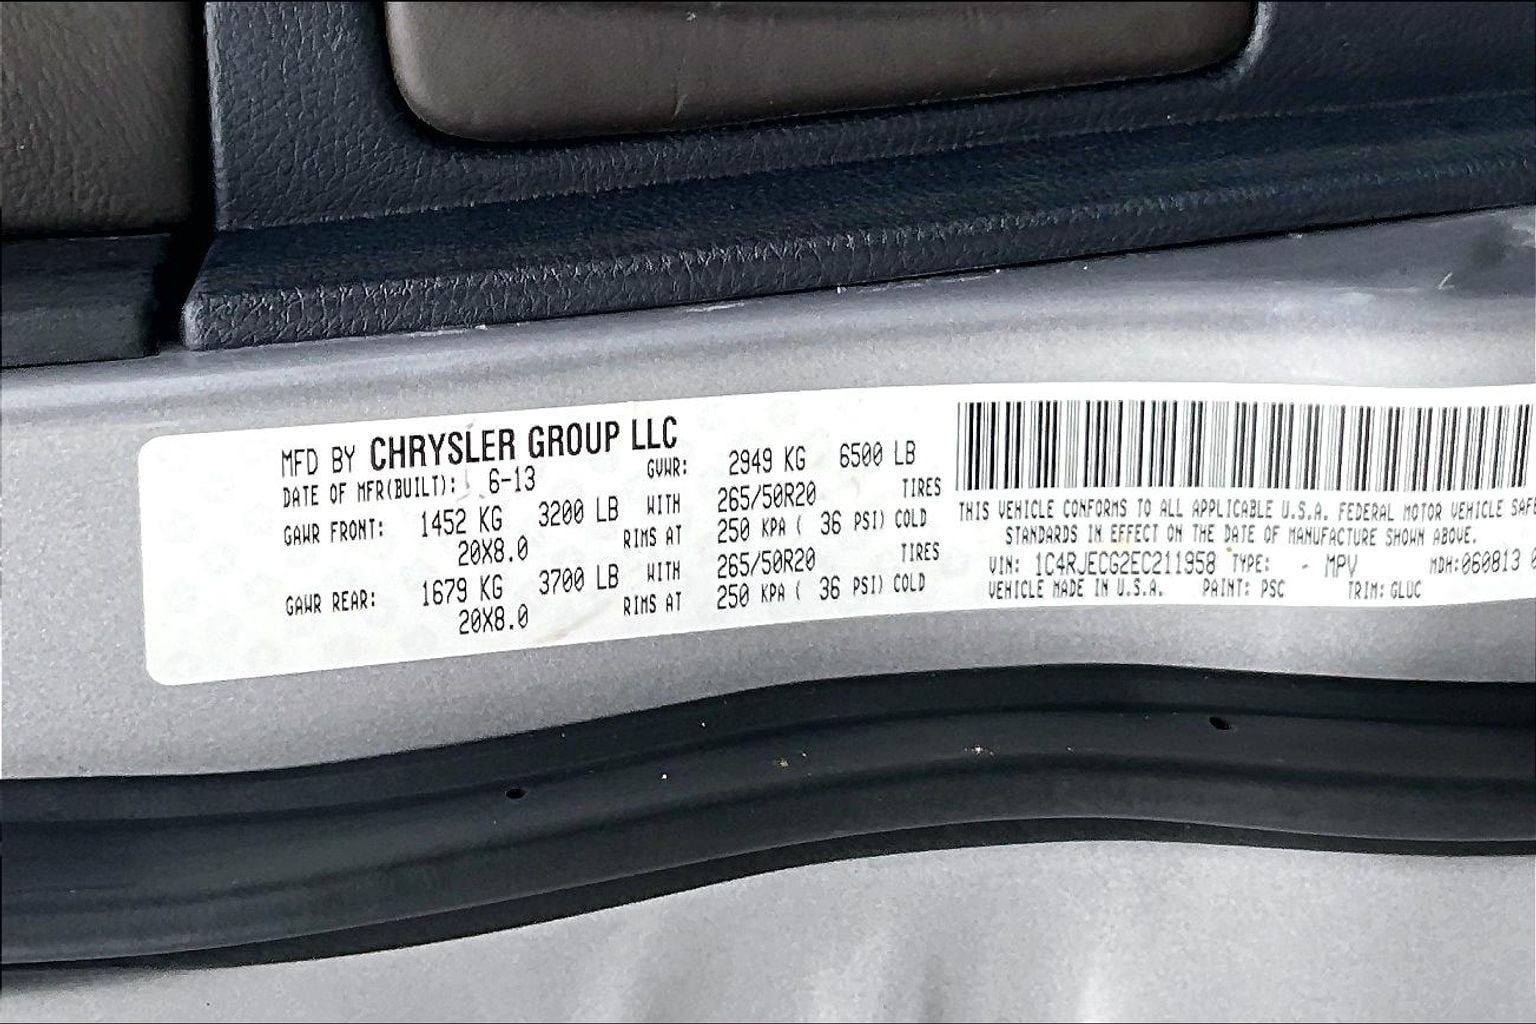 MFD BY CHRYSLER GROUP LLC
DATE OF MFR(BUILT): 6-13 GVWR: 2949 KG 6500 LB
GAWR FRONT: 1452 KG 3200 LB WITH 265/50R20 TIRES
20X8.0 RIMS AT 250 KPA ( 36 PSI) COLD
GAWR REAR: 1679 KG 3700 LB WITH 265/50R20 TIRES
20X8.0 RIMS AT 250 KPA ( 36 PSI) COLD
THIS VEHICLE CONFORMS TO ALL APPLICABLE U.S.A. FEDERAL MOTOR VEHICLE SAFE
STANDARDS IN EFFECT ON THE DATE OF MANUFACTURE SHOWN ABOVE.
VIN: 1C4RJECG2EC211958 TYPE: - MPV MDH:060813 0
VEHICLE MADE IN U.S.A. PAINT: PSC TRIM: GLUC